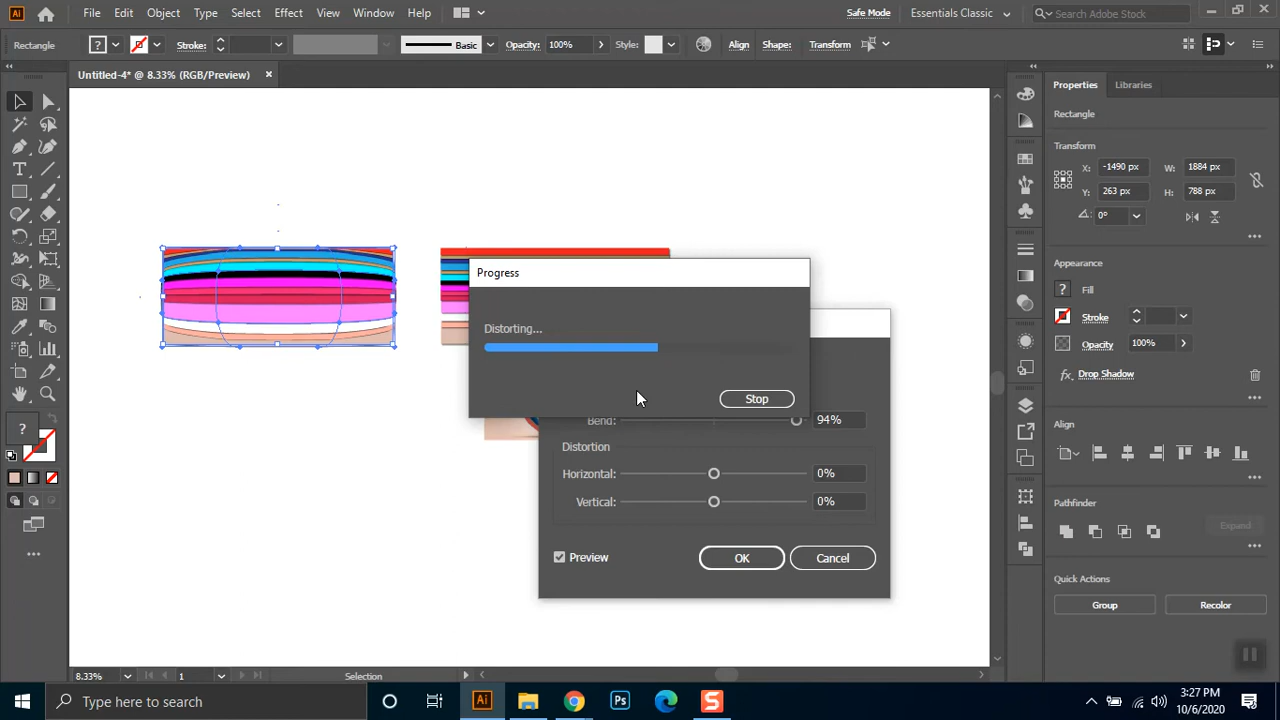 Ai
File Edit Object Type Select Effect View Window Help
Safe Mode
Essentials Classic
Search Adobe Stock
Rectangle
?
Stroke:
Basic
Opacity: 100%
Style:
Align
Shape:
Transform
Untitled-4* @ 8.33% (RGB/Preview)
Properties
Libraries
Rectangle
Transform
X: -1490 px
W: 1884 px
Y: 263 px
H: 788 px
0°
Appearance
? Fill
Stroke
Opacity 100%
fx Drop Shadow
Align
Pathfinder
Expand
Quick Actions
Group
Recolor
Progress
Distorting...
Stop
Bend: 94%
Distortion
Horizontal: 0%
Vertical: 0%
Preview
OK
Cancel
?
8.33%
1
Selection
Type here to search
Ai
Ps
S
3:27 PM
10/6/2020